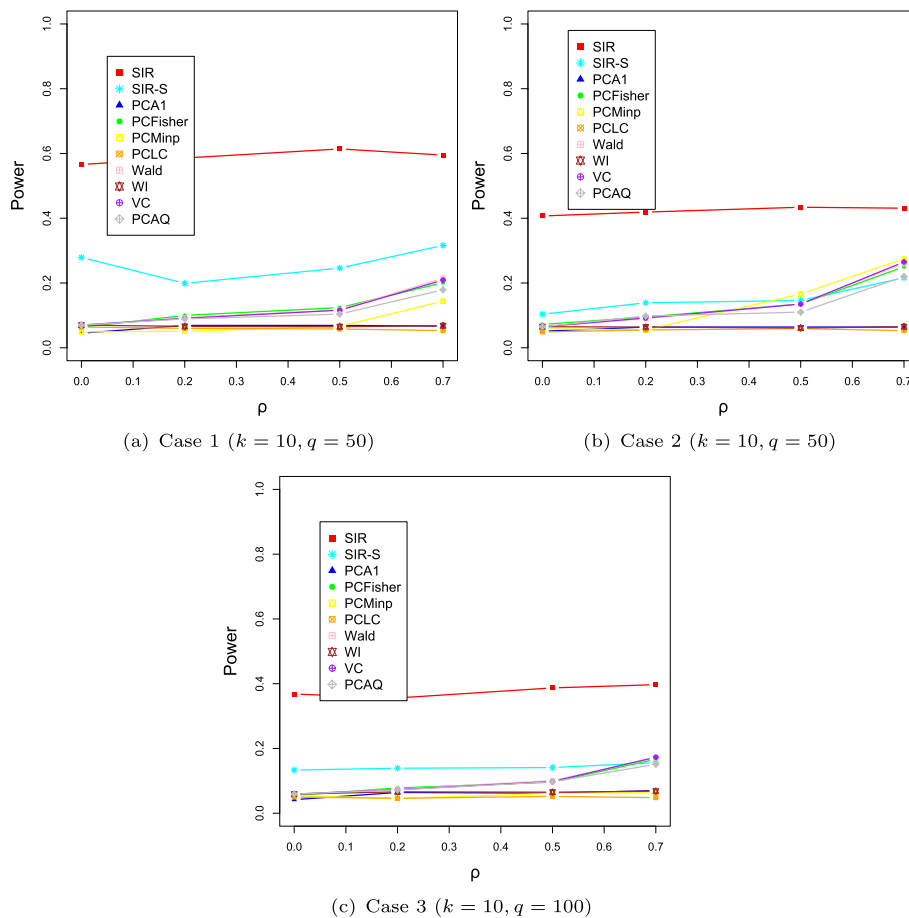 1.0
0.8
0.6
0.4
0.2
0.0
Power
SIR
SIR-S
PCA1
PCFisher
PCMinp
PCLC
Wald
WI
VC
PCAQ
0.0 0.1 0.2 0.3 0.4 0.5 0.6 0.7
ρ
(a) Case 1 (k = 10, q = 50)
1.0
0.8
0.6
0.4
0.2
0.0
Power
SIR
SIR-S
PCA1
PCFisher
PCMinp
PCLC
Wald
WI
VC
PCAQ
0.0 0.1 0.2 0.3 0.4 0.5 0.6 0.7
ρ
(b) Case 2 (k = 10, q = 50)
1.0
0.8
0.6
0.4
0.2
0.0
Power
SIR
SIR-S
PCA1
PCFisher
PCMinp
PCLC
Wald
WI
VC
PCAQ
0.0 0.1 0.2 0.3 0.4 0.5 0.6 0.7
ρ
(c) Case 3 (k = 10, q = 100)